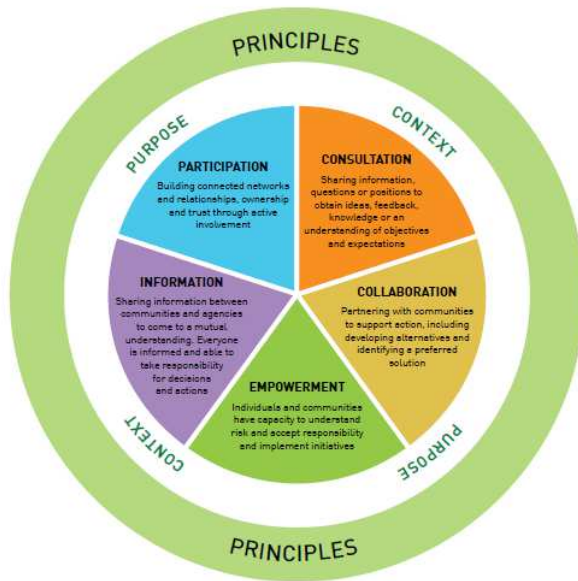 PRINCIPLES
PURPOSE
CONTEXT
PARTICIPATION
Building connected networks
and relationships, ownership
and trust through active
involvement
CONSULTATION
Sharing information,
questions or positions to
obtain ideas, feedback,
knowledge or an
understanding of objectives
and expectations
INFORMATION
Sharing information between
communities and agencies
to come to a mutual
understanding. Everyone
is informed and able to
take responsibility
for decisions
and actions
COLLABORATION
Partnering with communities
to support action, including
developing alternatives and
identifying a preferred
solution
EMPOWERMENT
Individuals and communities
have capacity to understand
risk and accept responsibility
and implement initiatives
CONTEXT
PURPOSE
PRINCIPLES